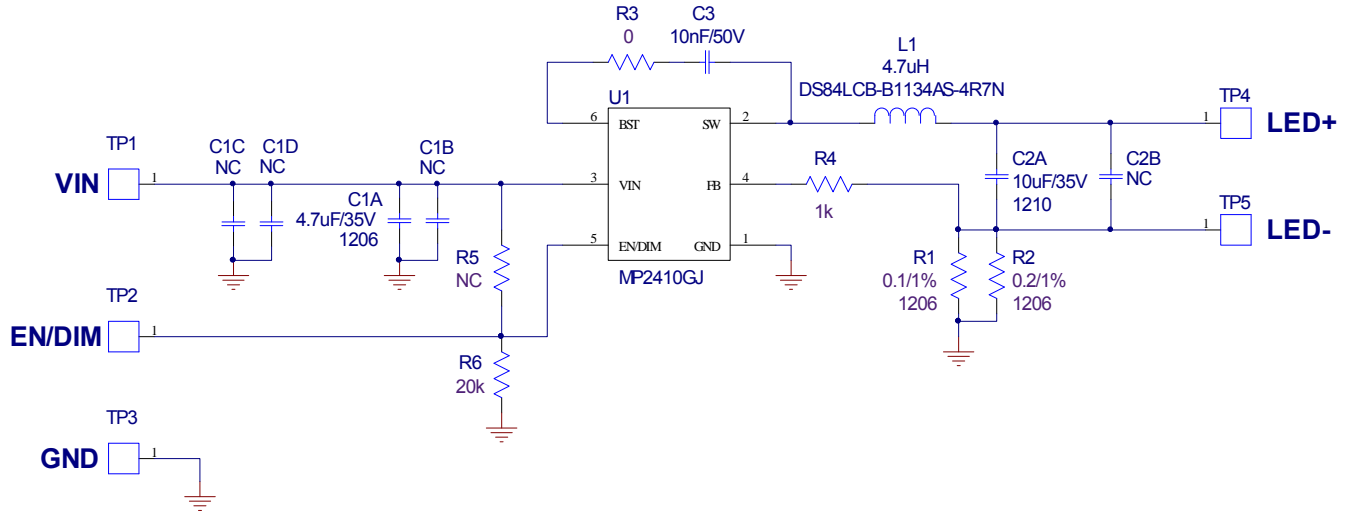 R3
0
C3
10nF/50V
L1
4.7uH
DS84LCB-B1134AS-4R7N
U1
6 BST SW 2
3 VIN FB 4
5 EN/DIM GND 1
MP2410GJ
TP1
VIN 1
C1C
NC
C1D
NC
C1B
NC
C1A
4.7uF/35V
1206
R4
1k
C2A
10uF/35V
1210
C2B
NC
TP4
1 LED+
TP5
1 LED-
R5
NC
R1
0.1/1%
1206
R2
0.2/1%
1206
TP2
EN/DIM 1
R6
20k
TP3
GND 1